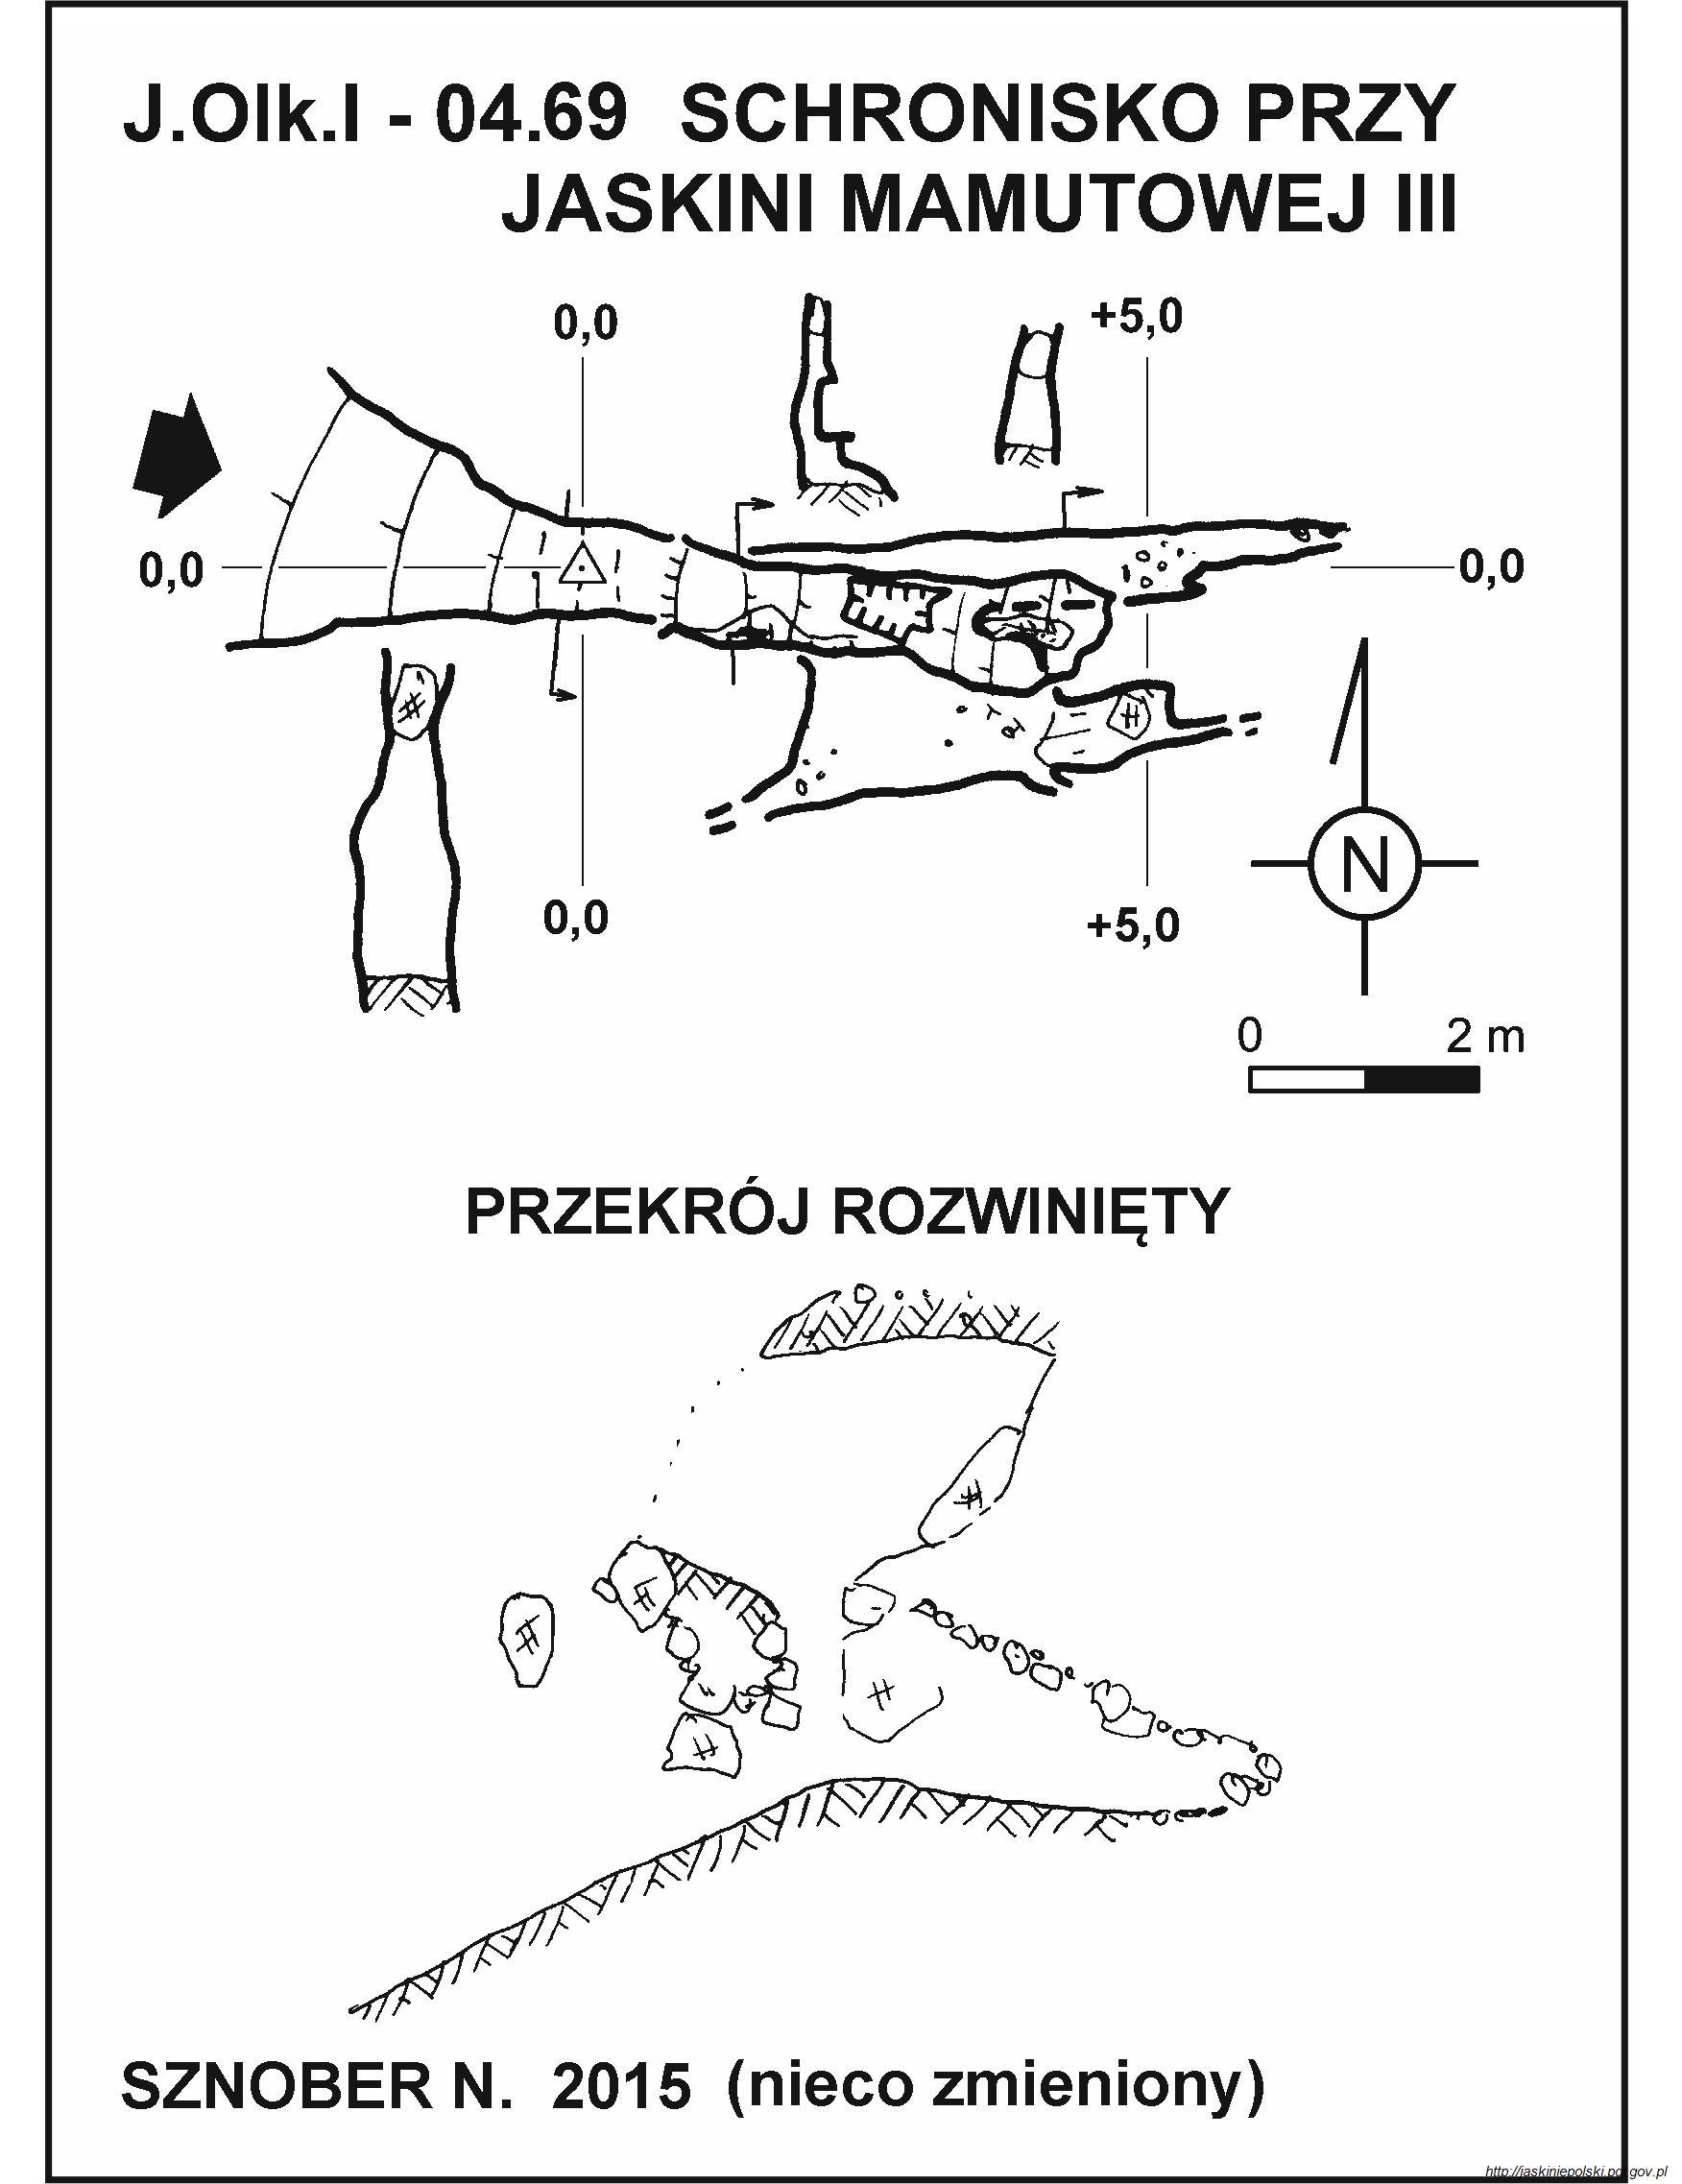 J.Olk.I - 04.69 SCHRONISKO PRZY
JASKINI MAMUTOWEJ III
0,0
+5,0
0,0
0,0
0,0
+5,0
N
0
2 m
PRZEKRÓJ ROZWINIĘTY
SZNOBER N. 2015 (nieco zmieniony)
http://jaskiniepolski.pgi.gov.pl